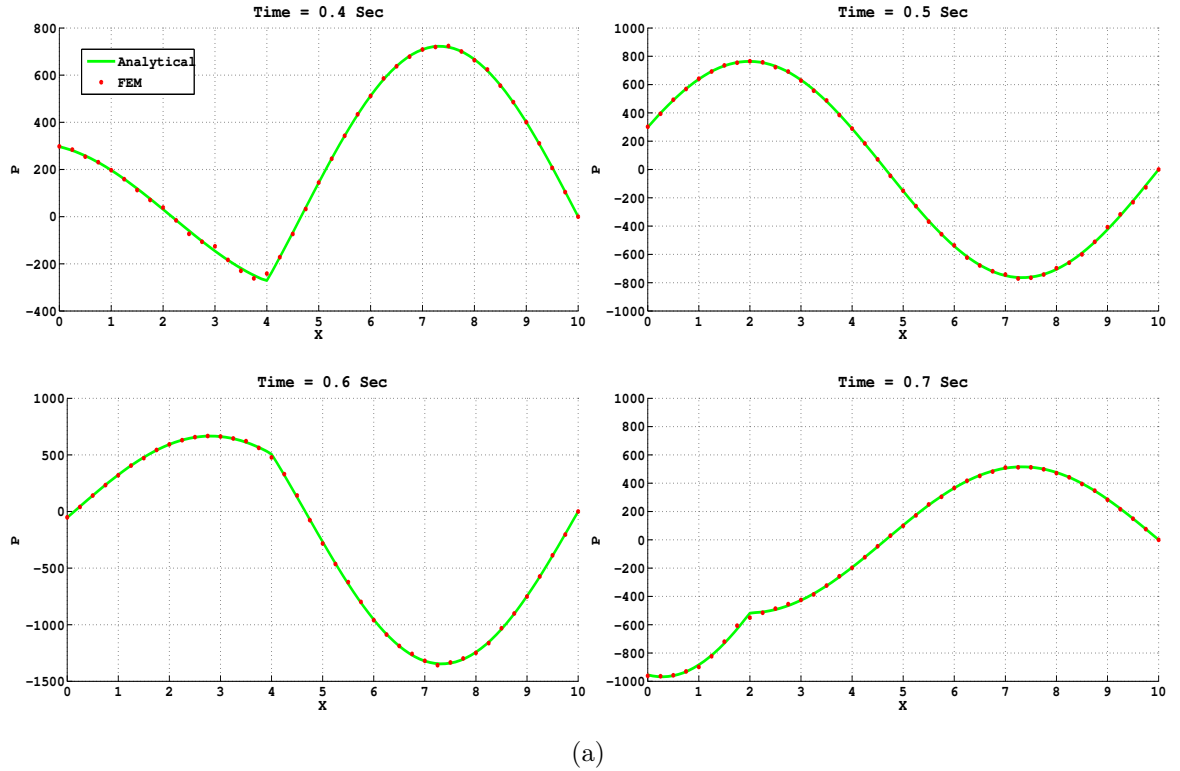 Time = 0.4 Sec
800
600
400
200
0
-200
-400
P
Analytical
FEM
0 1 2 3 4 5 6 7 8 9 10
X
Time = 0.5 Sec
1000
800
600
400
200
0
-200
-400
-600
-800
-1000
P
0 1 2 3 4 5 6 7 8 9 10
X
Time = 0.6 Sec
1000
500
0
-500
-1000
-1500
P
0 1 2 3 4 5 6 7 8 9 10
X
Time = 0.7 Sec
1000
800
600
400
200
0
-200
-400
-600
-800
-1000
P
0 1 2 3 4 5 6 7 8 9 10
X
(a)